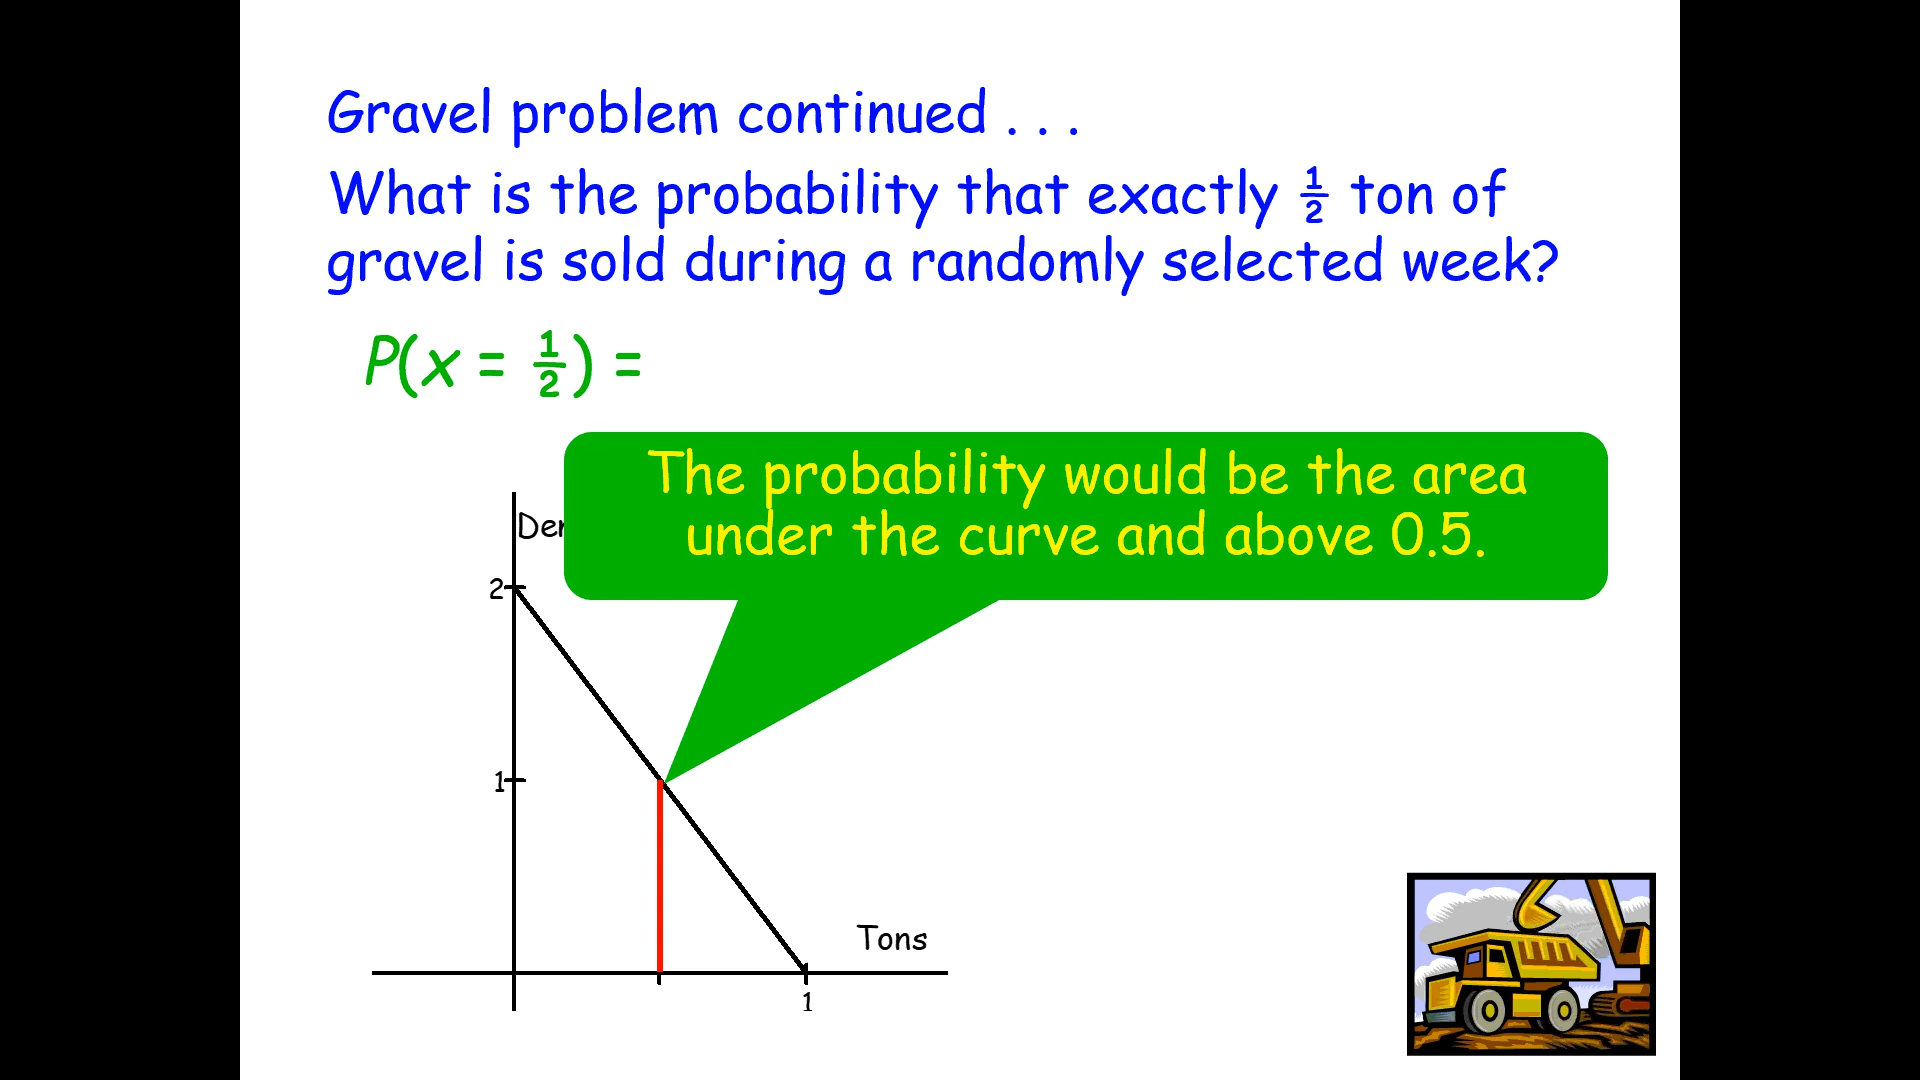 Gravel problem continued . . .
What is the probability that exactly ½ ton of
gravel is sold during a randomly selected week?
P(x = ½) =
The probability would be the area
under the curve and above 0.5.
2
1
Tons
1